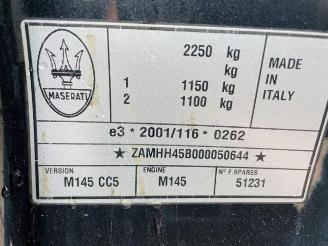 2250 kg
kg
1 1150 kg
2 1100 kg
MADE
IN
ITALY
MASERATI
e3 * 2001/116 * 0262
★ ZAMHH45B000050644 ★
VERSION ENGINE N° F.SPARES
M145 CC5 M145 51231